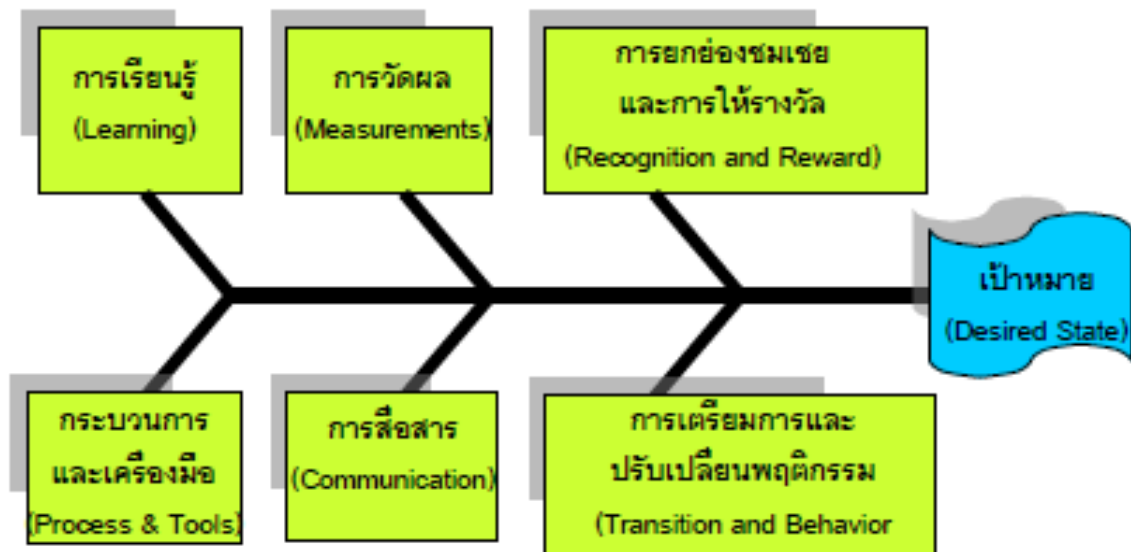 การเรียนรู้
(Learning)
การวัดผล
(Measurements)
การยกย่องชมเชย
และการให้รางวัล
(Recognition and Reward)
เป้าหมาย
(Desired State)
กระบวนการ
และเครื่องมือ
(Process & Tools)
การสื่อสาร
(Communication)
การเตรียมการและ
ปรับเปลี่ยนพฤติกรรม
(Transition and Behavior